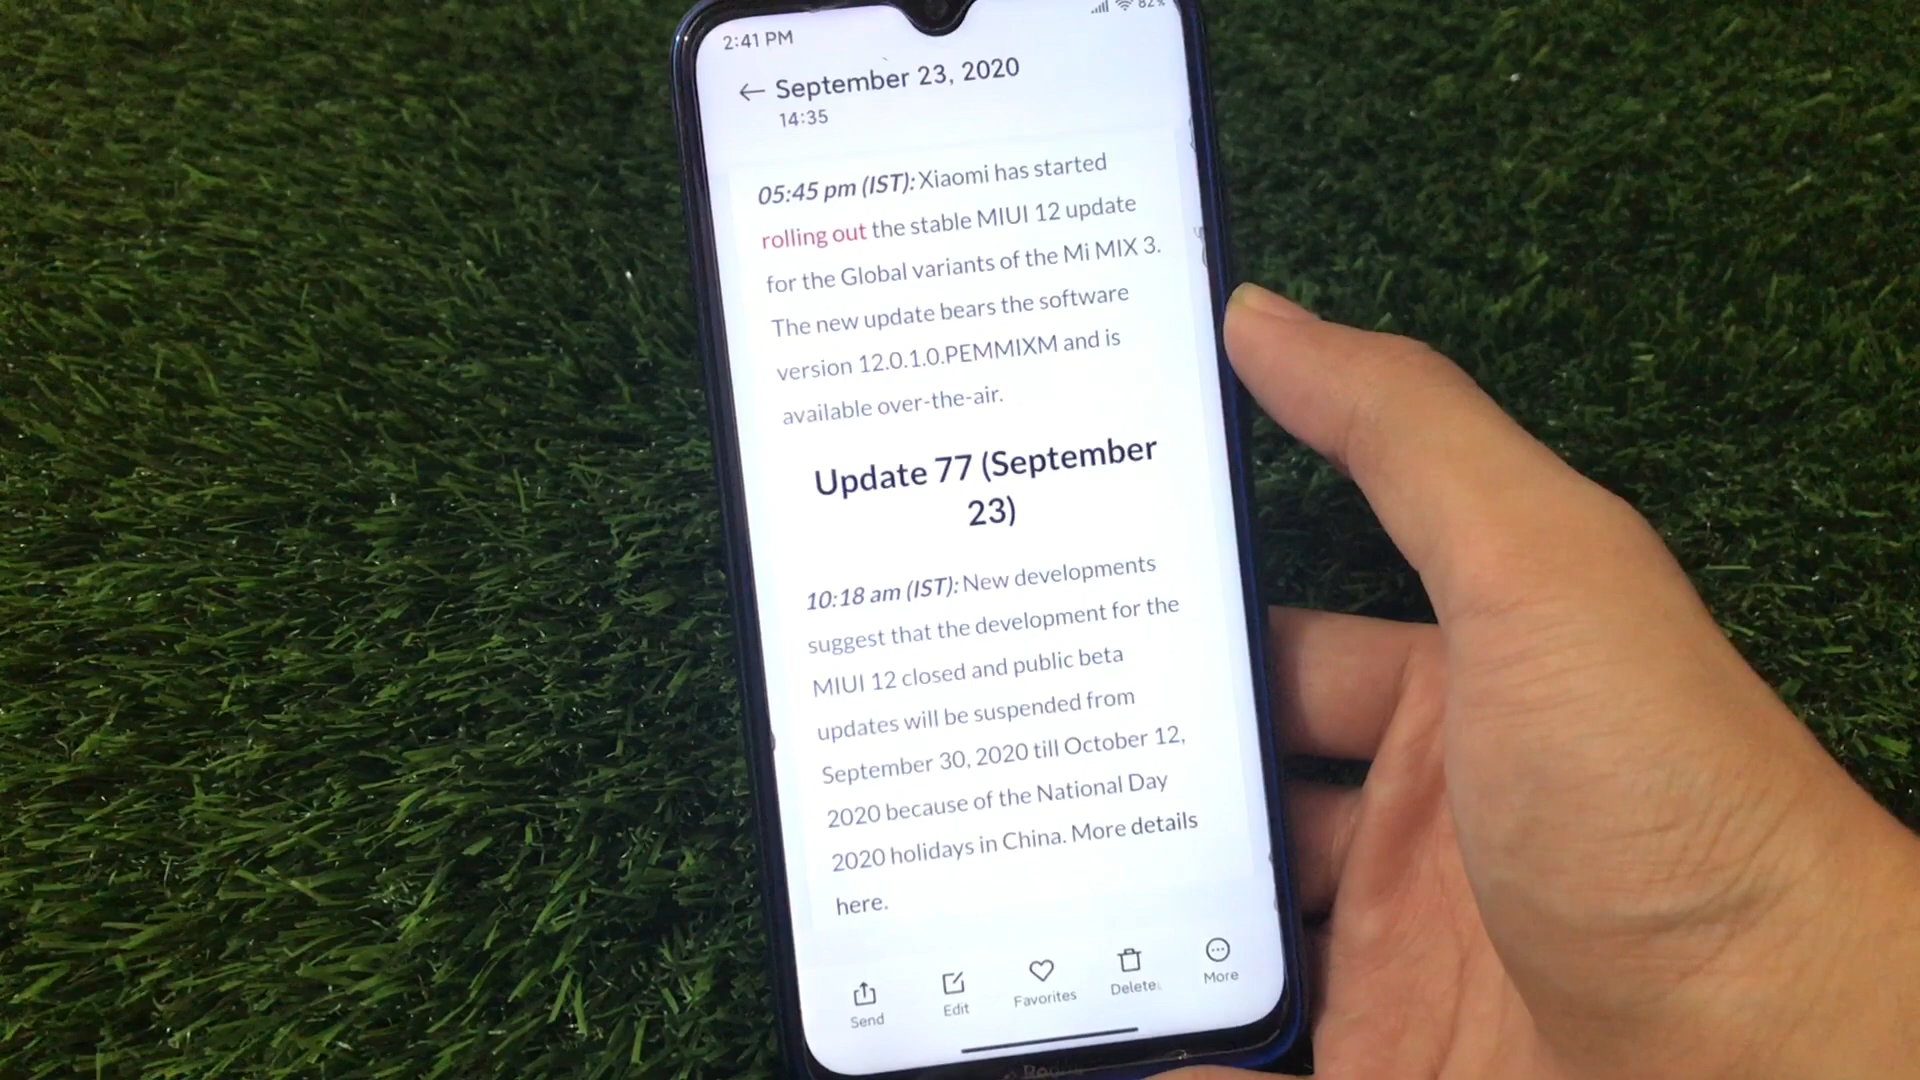 2:41 PM
82%
September 23, 2020
14:35
05:45 pm (IST): Xiaomi has started
rolling out the stable MIUI 12 update
for the Global variants of the Mi MIX 3.
The new update bears the software
version 12.0.1.0.PEMMIXM and is
available over-the-air.
Update 77 (September
23)
10:18 am (IST): New developments
suggest that the development for the
MIUI 12 closed and public beta
updates will be suspended from
September 30, 2020 till October 12,
2020 because of the National Day
2020 holidays in China. More details
here.
Send Edit Favorites Delete More